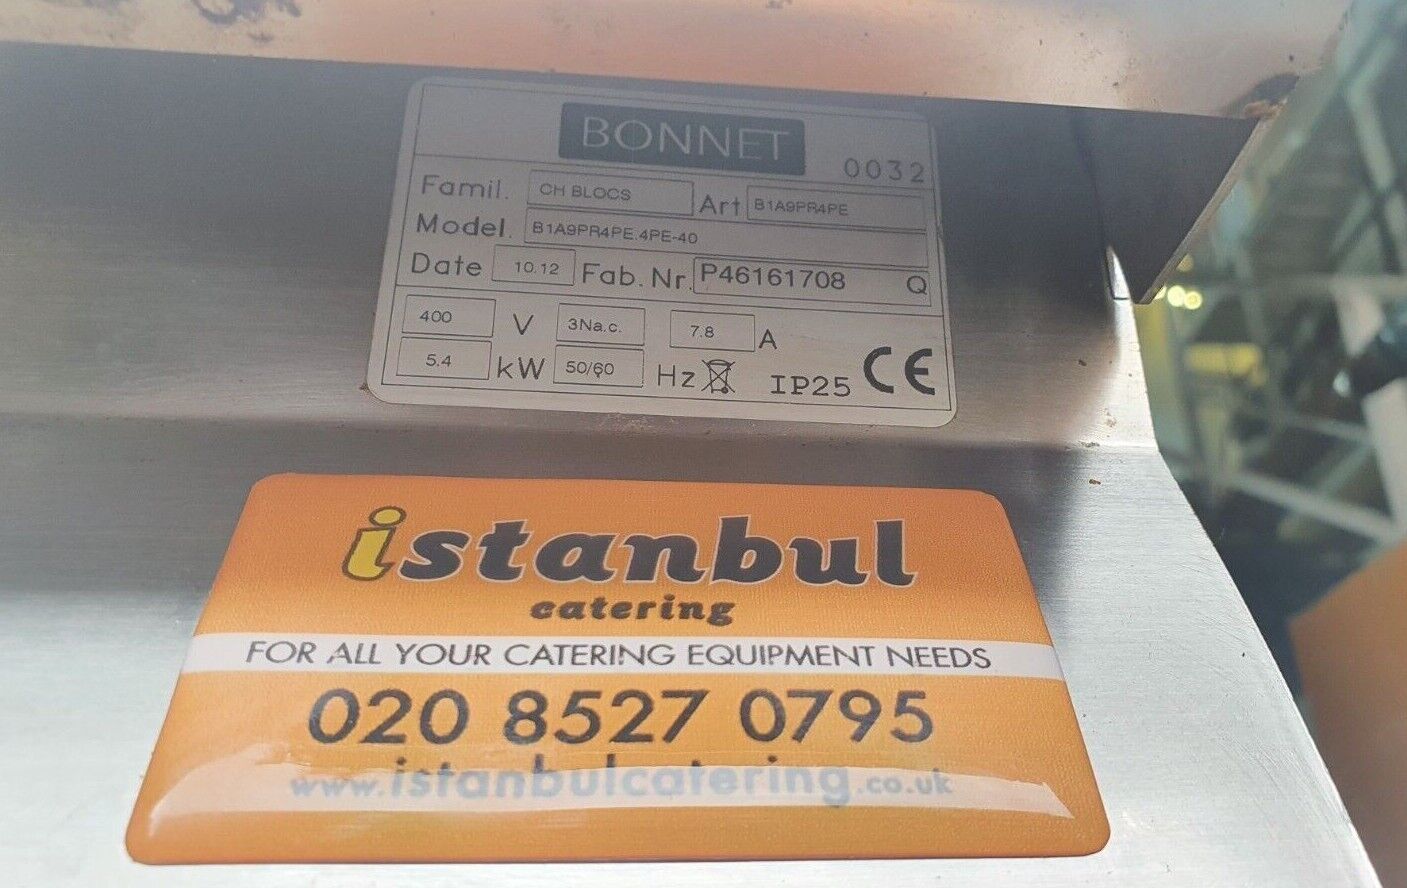 BONNET
0032
Famil. CH BLOCS Art B1A9PR4PE
Model. B1A9PR4PE.4PE-40
Date 10.12 Fab. Nr. P46161708 Q
400 V 3Na.c. 7.8 A
5.4 kW 50/60 Hz IP25 CE
istanbul
catering
FOR ALL YOUR CATERING EQUIPMENT NEEDS
020 8527 0795
www.istanbulcatering.co.uk